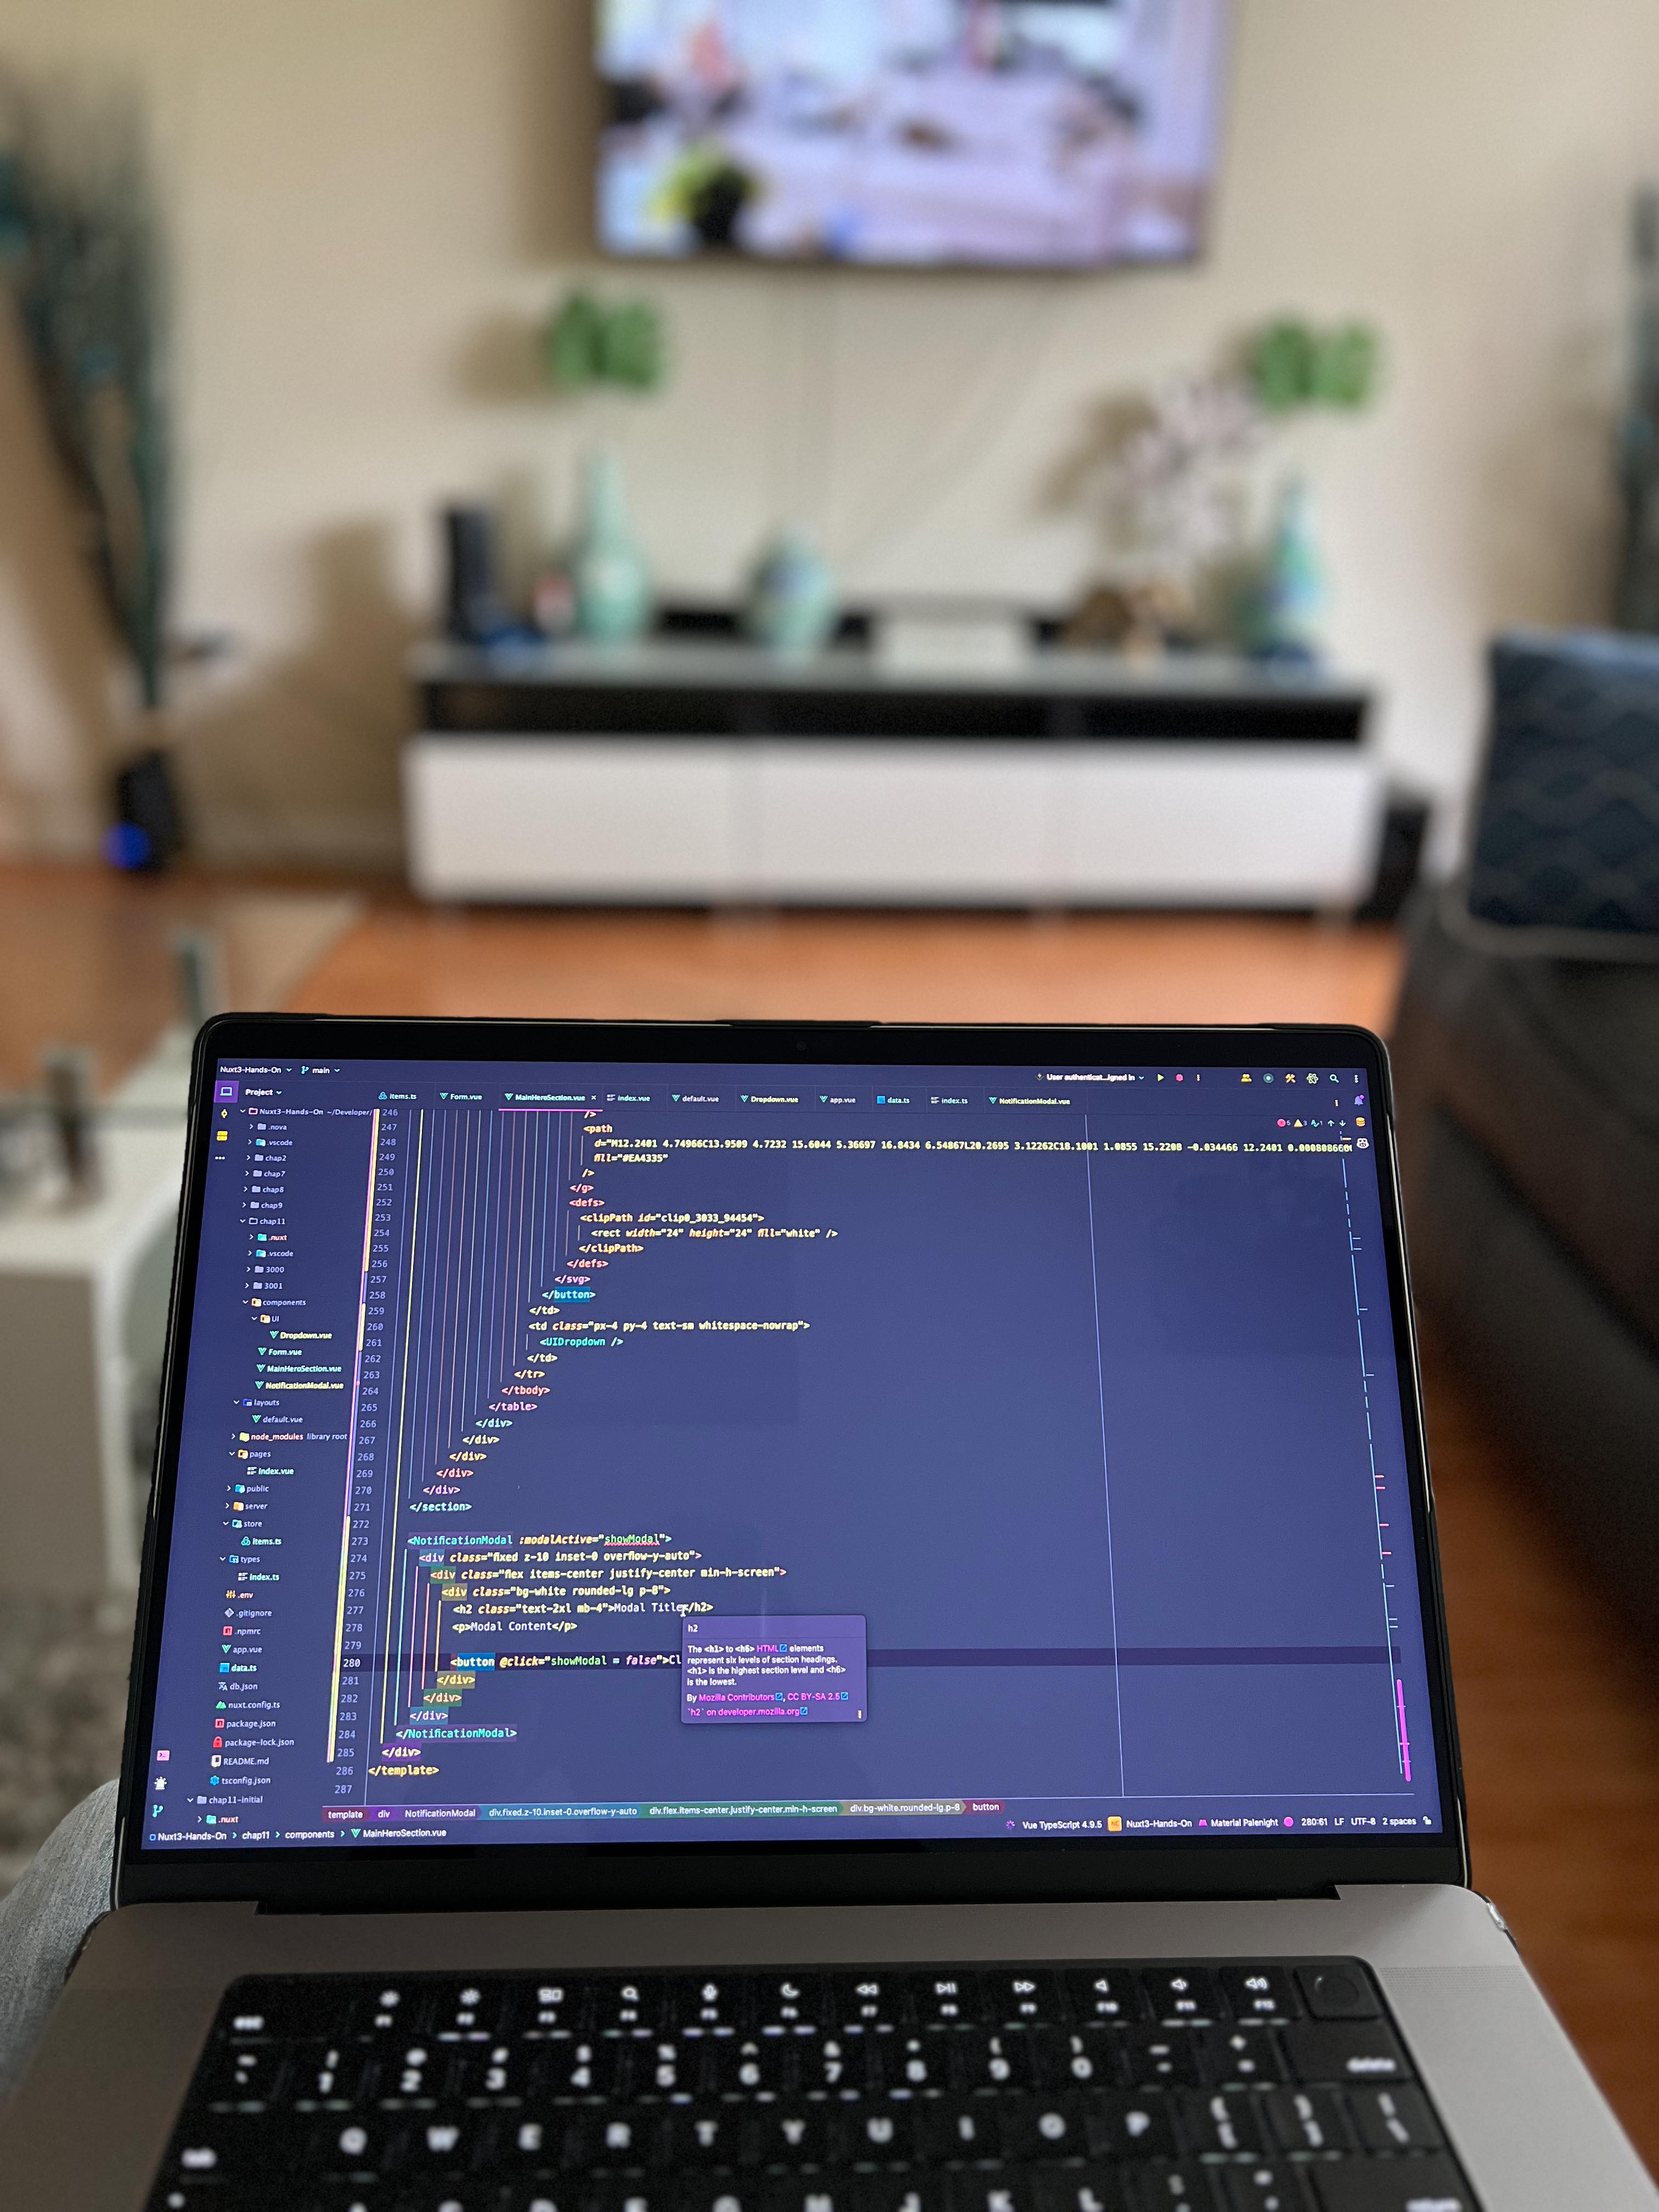 Nuxt3-Hands-On main User authenticat...igned in
Project
items.ts Form.vue MainHeroSection.vue index.vue default.vue Dropdown.vue app.vue data.ts index.ts NotificationModal.vue
Nuxt3-Hands-On ~/Developer/
.nova
.vscode
chap2
chap7
chap8
chap9
chap11
.nuxt
.vscode
3000
3001
components
UI
Dropdown.vue
Form.vue
MainHeroSection.vue
NotificationModal.vue
layouts
default.vue
node_modules library root
pages
index.vue
public
server
store
items.ts
types
index.ts
.env
.gitignore
.npmrc
app.vue
data.ts
db.json
nuxt.config.ts
package.json
package-lock.json
README.md
tsconfig.json
chap11-initial
.nuxt
246 />
247 <path
248 d="M12.2401 4.74966C13.9509 4.7232 15.6044 5.36697 16.8434 6.54867L20.2695 3.12262C18.1001 1.0855 15.2208 -0.034466 12.2401
249 fill="#EA4335"
250 />
251 </g>
252 <defs>
253 <clipPath id="clip0_3033_94454">
254 <rect width="24" height="24" fill="white" />
255 </clipPath>
256 </defs>
257 </svg>
258 </button>
259 </td>
260 <td class="px-4 py-4 text-sm whitespace-nowrap">
261 <UIDropdown />
262 </td>
263 </tr>
264 </tbody>
265 </table>
266 </div>
267 </div>
268 </div>
269 </div>
270 </div>
271 </section>
272
273 <NotificationModal :modalActive="showModal">
274 <div class="fixed z-10 inset-0 overflow-y-auto">
275 <div class="flex items-center justify-center min-h-screen">
276 <div class="bg-white rounded-lg p-8">
277 <h2 class="text-2xl mb-4">Modal Title</h2>
278 <p>Modal Content</p>
279
280 <button @click="showModal = false">Cl
281 </div>
282 </div>
283 </div>
284 </NotificationModal>
285 </div>
286 </template>
287
h2
The <h1> to <h6> HTML elements
represent six levels of section headings.
<h1> is the highest section level and <h6>
is the lowest.
By Mozilla Contributors, CC BY-SA 2.5
`h2` on developer.mozilla.org
template div NotificationModal div.fixed.z-10.inset-0.overflow-y-auto div.flex.items-center.justify-center.min-h-screen div.bg-white.rounded-lg.p-8 button
Nuxt3-Hands-On > chap11 > components > MainHeroSection.vue Vue TypeScript 4.9.5 Nuxt3-Hands-On Material Palenight 280:61 LF UTF-8 2 spaces
esc F1 F2 F3 F4 F5 F6 F7 F8 F9 F10 F11 F12
1 2 3 4 5 6 7 8 9 0 - = delete
tab Q W E R T Y U I O P